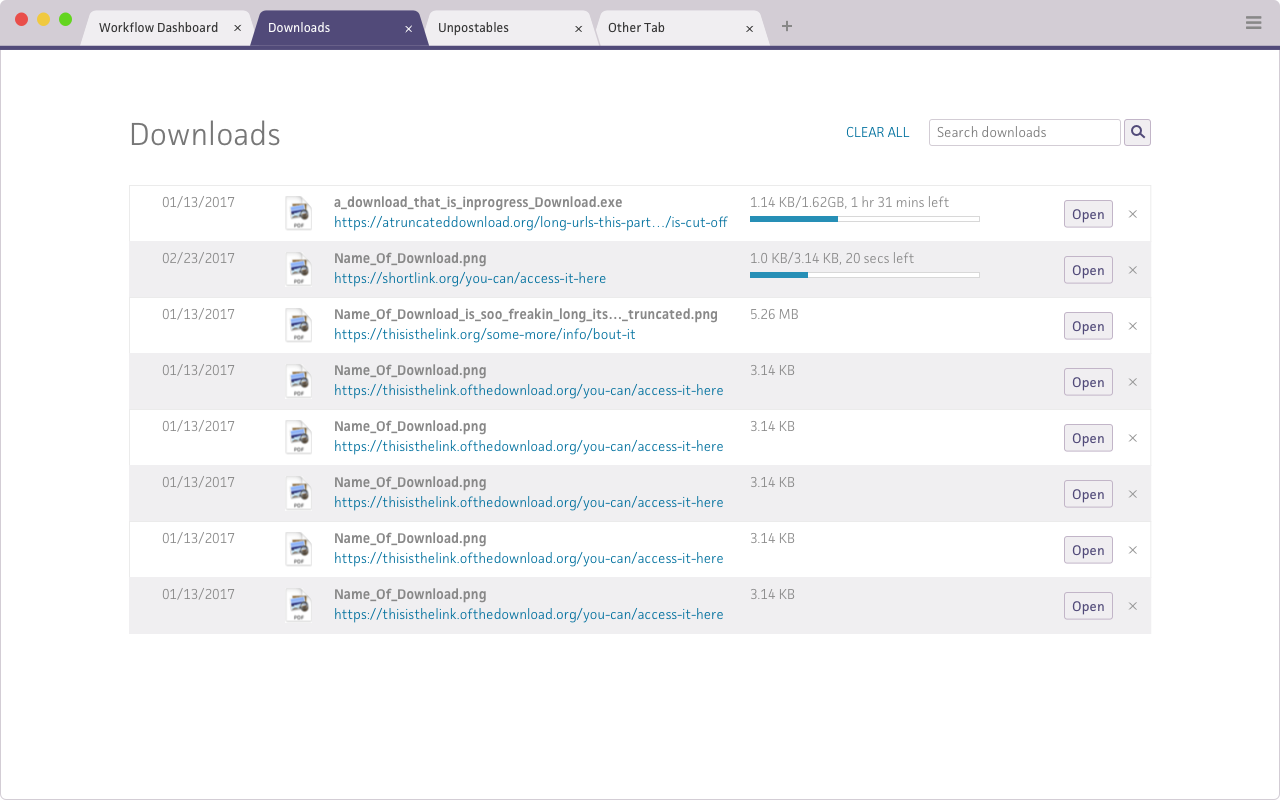 Workflow Dashboard × Downloads × Unpostables × Other Tab × +
Downloads
CLEAR ALL
Search downloads
01/13/2017 a_download_that_is_inprogress_Download.exe 1.14 KB/1.62GB, 1 hr 31 mins left
https://atruncateddownload.org/long-urls-this-part.../is-cut-off
Open ×
02/23/2017 Name_Of_Download.png 1.0 KB/3.14 KB, 20 secs left
https://shortlink.org/you-can/access-it-here
Open ×
01/13/2017 Name_Of_Download_is_soo_freakin_long_its..._truncated.png 5.26 MB
https://thisisthelink.org/some-more/info/bout-it
Open ×
01/13/2017 Name_Of_Download.png 3.14 KB
https://thisisthelink.ofthedownload.org/you-can/access-it-here
Open ×
01/13/2017 Name_Of_Download.png 3.14 KB
https://thisisthelink.ofthedownload.org/you-can/access-it-here
Open ×
01/13/2017 Name_Of_Download.png 3.14 KB
https://thisisthelink.ofthedownload.org/you-can/access-it-here
Open ×
01/13/2017 Name_Of_Download.png 3.14 KB
https://thisisthelink.ofthedownload.org/you-can/access-it-here
Open ×
01/13/2017 Name_Of_Download.png 3.14 KB
https://thisisthelink.ofthedownload.org/you-can/access-it-here
Open ×